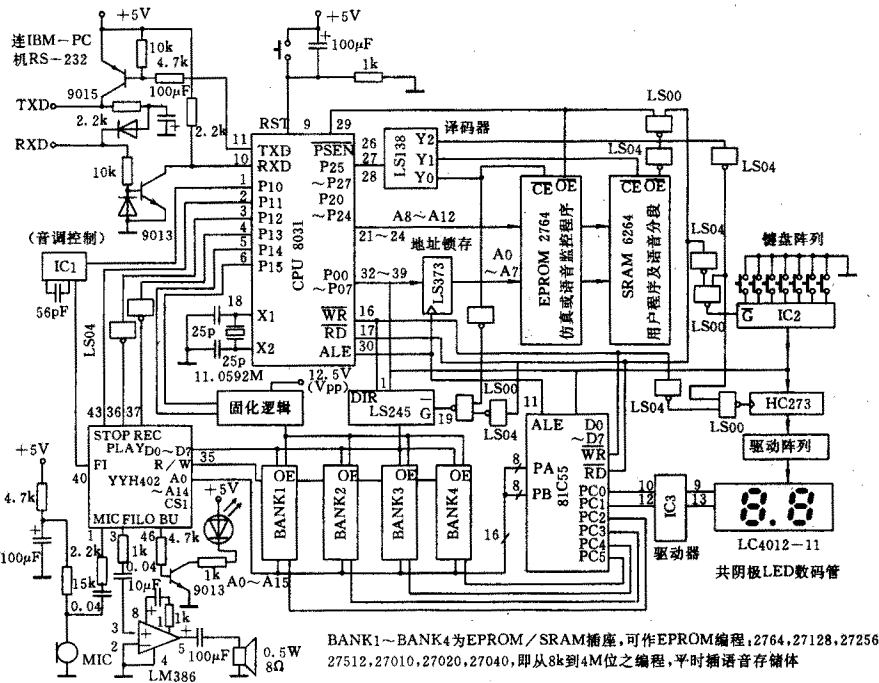 +5V
连IBM-PC
机RS-232
10k
4.7k
100μF
9015
TXD
2.2k
RXD
2.2k
10k
9013
+5V
100μF
1k
RST
9
29
11
10
1
2
3
4
5
6
TXD
RXD
P10
P11
P12
P13
P14
P15
X1
X2
CPU 8031
PSEN
P25
~P27
P20
~P24
P00
~P07
WR
RD
ALE
26
27
28
21~24
32~39
16
17
30
LS138
Y2
Y1
Y0
译码器
A8~A12
地址锁存
LS373
A0
~A7
CE OE
EPROM 2764
仿真或语音监控程序
CE OE
SRAM 6264
用户程序及语音分段
LS00
LS04
LS04
LS04
LS00
键盘阵列
G
IC2
(音调控制)
IC1
56pF
LS04
18
25p
25p
11.0592M
12.5V
(Vpp)
固化逻辑
1
DIR
LS245
G
19
LS00
LS04
11
LS04
LS00
HC273
驱动阵列
43 36 37
STOP REC
PLAY D0~D7
R/W
35
FI
40
YYH402
A0
~A14
CS1
MIC FILO BU
1
3
46
+5V
4.7k
100μF
2.2k
15k
0.04
MIC
1k
0.04
10μF
4.7k
9013
1k
+5V
A0~A15
8
1
1k
3
2
4
5
LM386
100μF
0.5W
8Ω
OE
BANK1
OE
BANK2
OE
BANK3
OE
BANK4
8
8
16
ALE
D0
~D7
WR
RD
PA
PB
81C55
PC0
PC1
PC2
PC3
PC4
PC5
10
12
IC3
9
13
驱动器
8.8
LC4012-11
共阴极LED数码管
BANK1~BANK4为EPROM/SRAM插座,可作EPROM编程:2764,27128,27256
27512,27010,27020,27040,即从8k到4M位之编程,平时插语音存储体